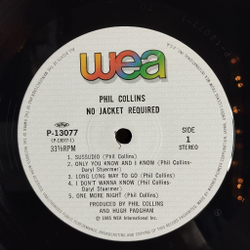 wea
PHIL COLLINS
NO JACKET REQUIRED
P-13077
(P-13077-1)
33⅓RPM
SIDE
1
STEREO
1. SUSSUDIO (Phil Collins)
2. ONLY YOU KNOW AND I KNOW (Phil Collins-
Daryl Stuermer)
3. LONG LONG WAY TO GO (Phil Collins)
4. I DON'T WANNA KNOW (Phil Collins-
Daryl Stuermer)
5. ONE MORE NIGHT (Phil Collins)
PRODUCED BY PHIL COLLINS
AND HUGH PADGHAM
℗ 1985 WEA International Inc.